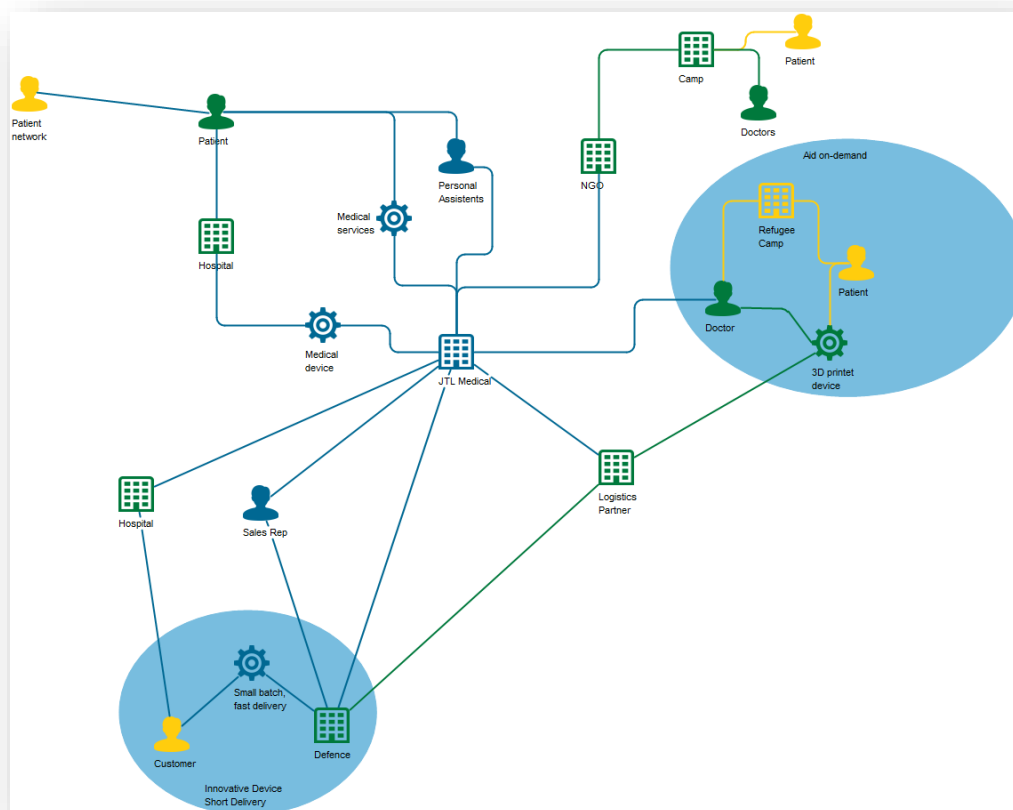 Patient
Camp
Patient
network
Patient
Doctors
Aid on-demand
Personal
Assistents
NGO
Medical
services
Refugee
Camp
Hospital
Patient
Doctor
Medical
device
3D printet
device
JTL Medical
Logistics
Partner
Hospital
Sales Rep
Small batch,
fast delivery
Defence
Customer
Innovative Device
Short Delivery